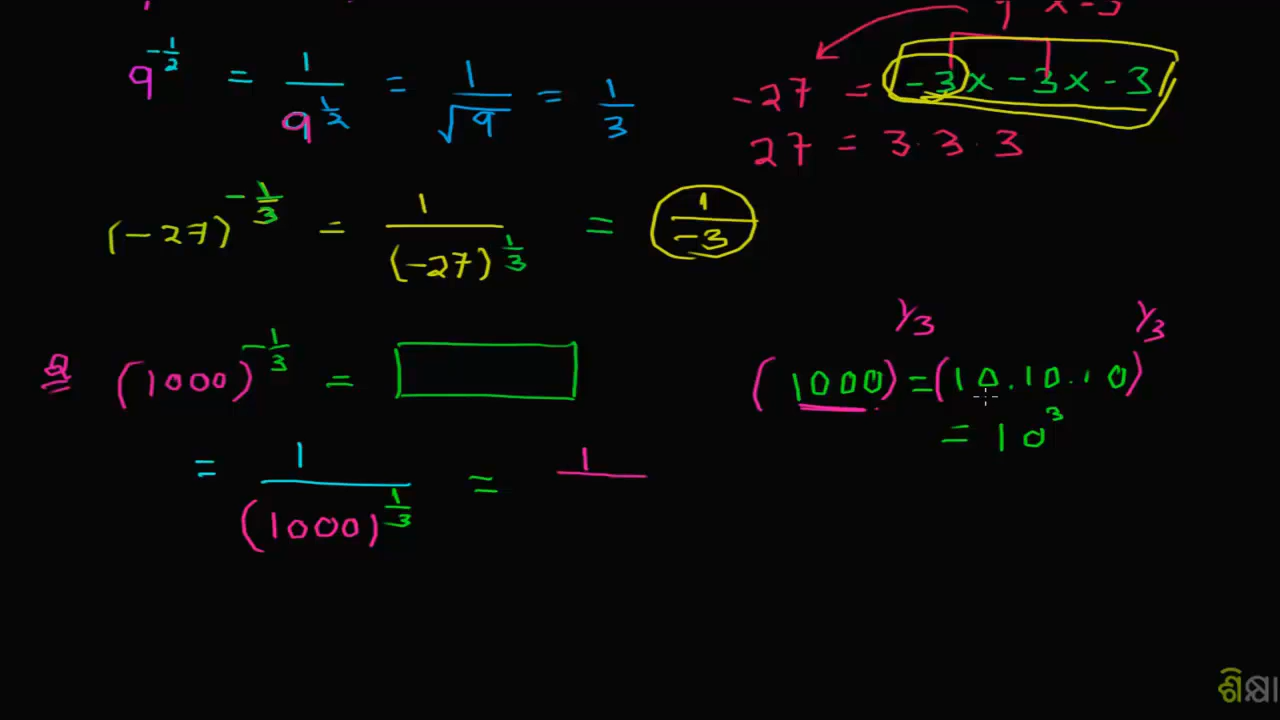 9 x -3
9^{-1/2} = 1/9^{1/2} = 1/√9 = 1/3
-27 = -3 x -3 x -3
27 = 3 . 3 . 3
(-27)^{-1/3} = 1/(-27)^{1/3} = 1/-3
Q (1000)^{-1/3} =
(1000)^{1/3} = (10.10.10)^{1/3}
= 10^3
= 1/(1000)^{1/3} = 1/
ଶିକ୍ଷା